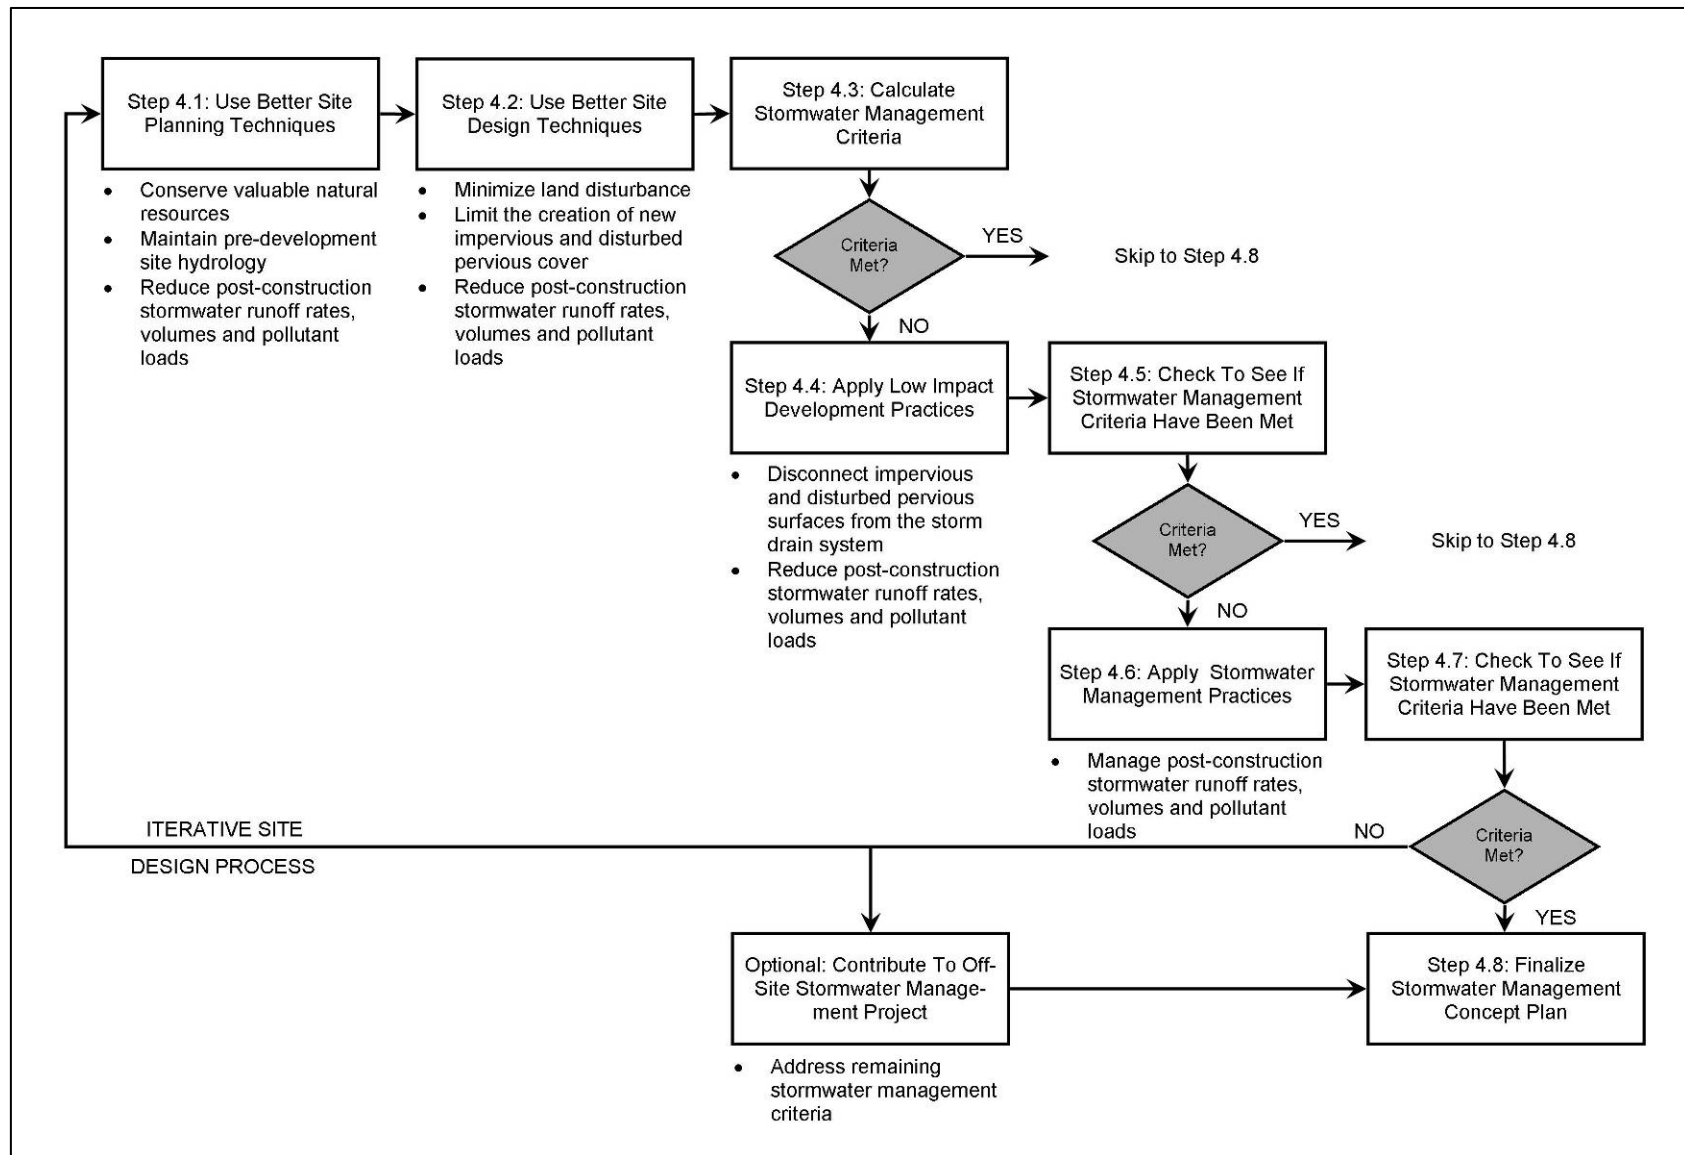 Step 4.1: Use Better Site
Planning Techniques
Step 4.2: Use Better Site
Design Techniques
Step 4.3: Calculate
Stormwater Management
Criteria
• Conserve valuable natural
resources
• Maintain pre-development
site hydrology
• Reduce post-construction
stormwater runoff rates,
volumes and pollutant
loads
• Minimize land disturbance
• Limit the creation of new
impervious and disturbed
pervious cover
• Reduce post-construction
stormwater runoff rates,
volumes and pollutant
loads
Criteria
Met?
YES
Skip to Step 4.8
NO
Step 4.4: Apply Low Impact
Development Practices
Step 4.5: Check To See If
Stormwater Management
Criteria Have Been Met
• Disconnect impervious
and disturbed pervious
surfaces from the storm
drain system
• Reduce post-construction
stormwater runoff rates,
volumes and pollutant
loads
Criteria
Met?
YES
Skip to Step 4.8
NO
Step 4.6: Apply Stormwater
Management Practices
Step 4.7: Check To See If
Stormwater Management
Criteria Have Been Met
• Manage post-construction
stormwater runoff rates,
volumes and pollutant
loads
Criteria
Met?
NO
YES
ITERATIVE SITE
DESIGN PROCESS
Optional: Contribute To Off-
Site Stormwater Manage-
ment Project
Step 4.8: Finalize
Stormwater Management
Concept Plan
• Address remaining
stormwater management
criteria